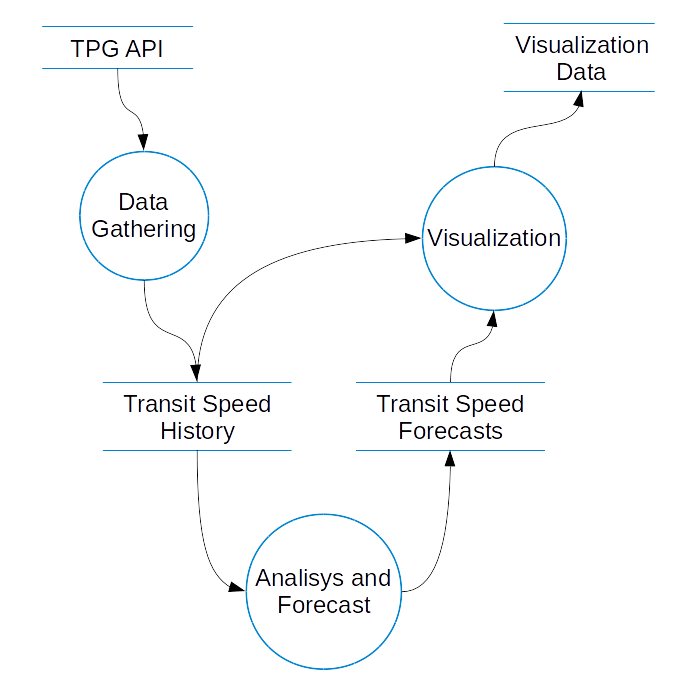 TPG API
Visualization
Data
Data
Gathering
Visualization
Transit Speed
History
Transit Speed
Forecasts
Analisys and
Forecast